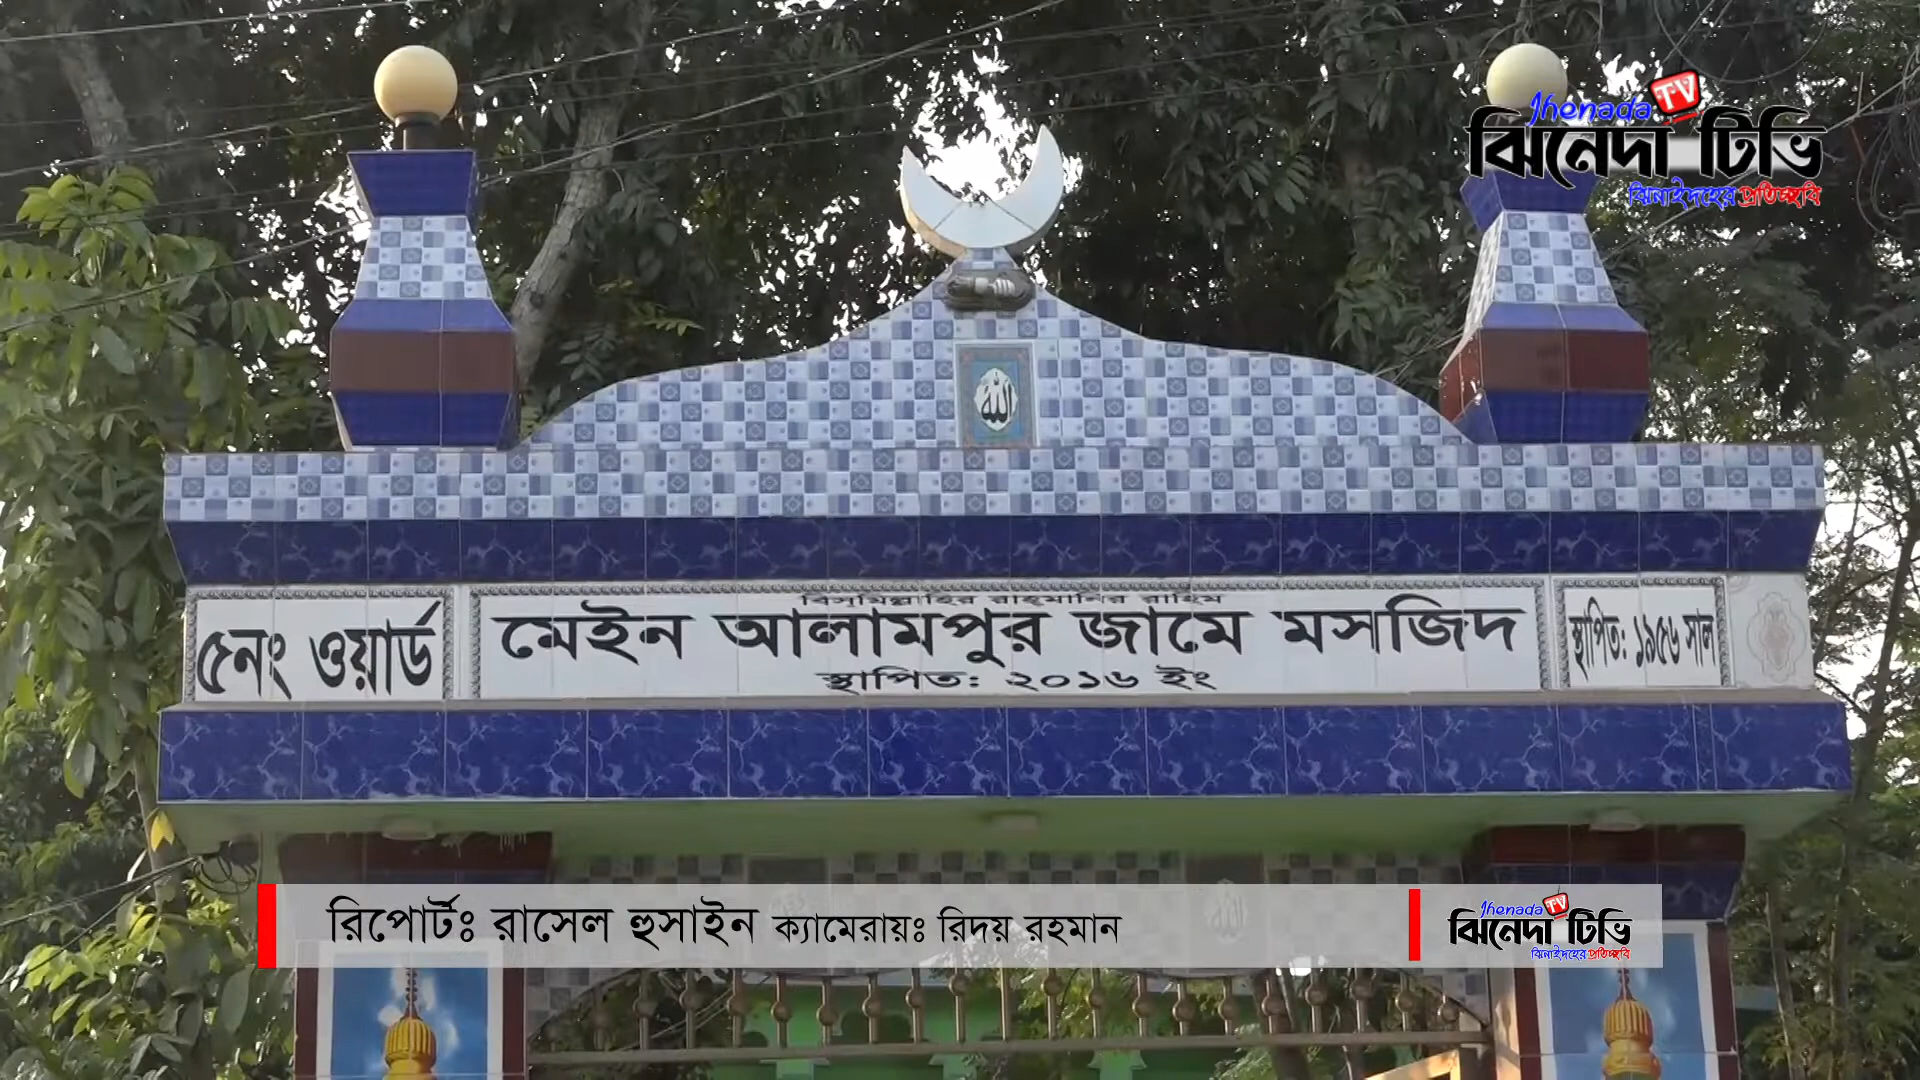 Jhenada TV
ঝিনেদা টিভি
ঝিনাইদহের প্রতিচ্ছবি
الله
বিসমিল্লাহির রাহমানির রাহিম
৫নং ওয়ার্ড
মেইন আলামপুর জামে মসজিদ
স্থাপিত: ২০১৬ ইং
স্থাপিত: ১৯৫৬ সাল
রিপোর্টঃ রাসেল হুসাইন ক্যামেরায়ঃ রিদয় রহমান
Jhenada TV
ঝিনেদা টিভি
ঝিনাইদহের প্রতিচ্ছবি